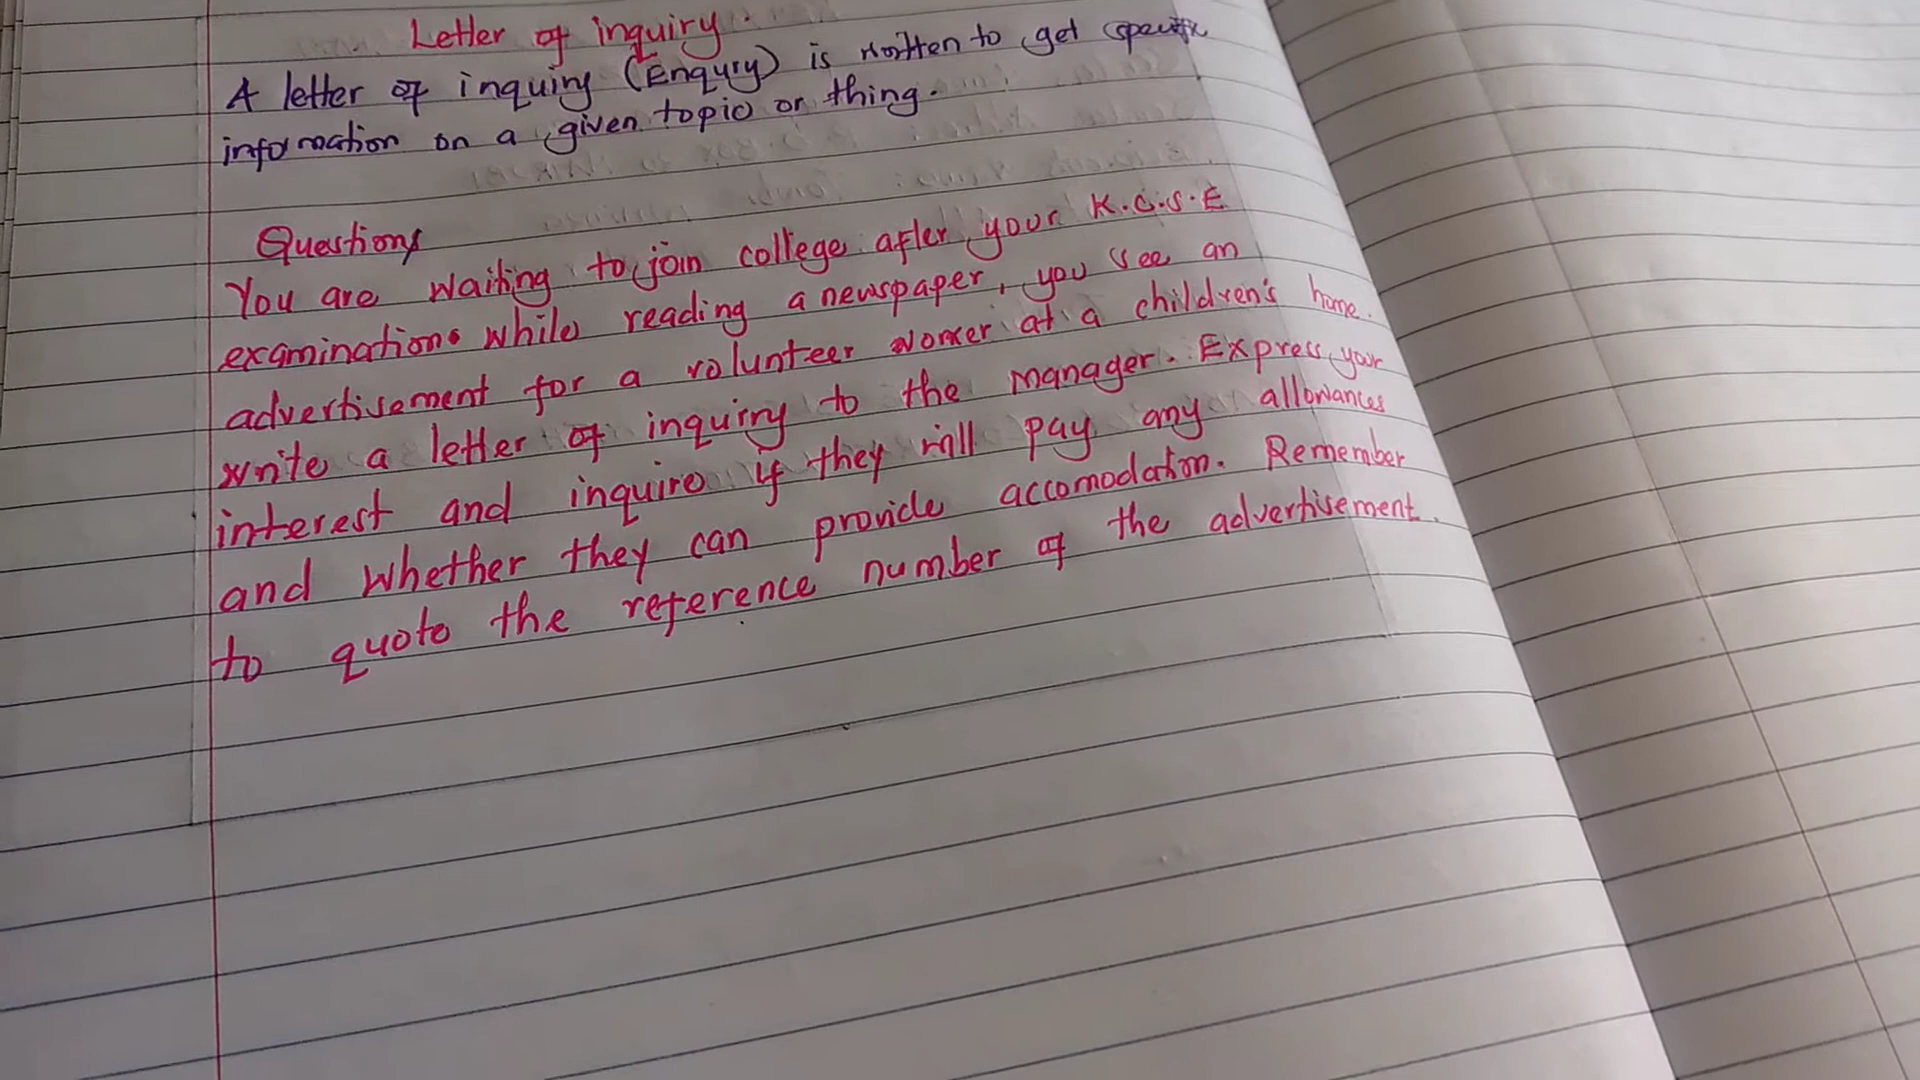 Letter of inquiry.
A letter of inquiry (Enqury) is written to get specific
information on a given topic or thing.
Questions
You are waiting to join college after your K.C.S.E
examination. While reading a newspaper, you see an
advertisement for a volunteer worker at a children's home.
write a letter of inquiry to the manager. Express your
interest and inquire if they will pay any allowances
and whether they can provide accomodation. Remember
to quote the reference number of the advertisement.